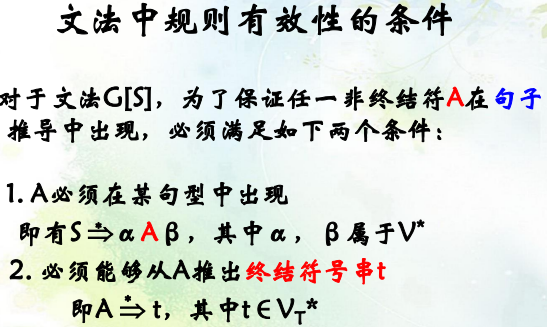 文法中规则有效性的条件
对于文法G[S]，为了保证任一非终结符A在句子
推导中出现，必须满足如下两个条件：
1. A必须在某句型中出现
即有S⇒*αAβ，其中α，β属于V*
2. 必须能够从A推出终结符号串t
即A⇒*t，其中t∈VT*